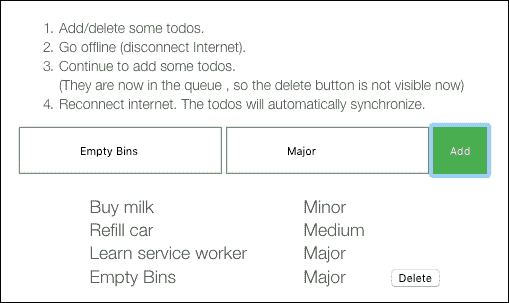 1. Add/delete some todos.
2. Go offline (disconnect Internet).
3. Continue to add some todos.
(They are now in the queue , so the delete button is not visible now)
4. Reconnect internet. The todos will automatically synchronize.
Empty Bins Major Add
Buy milk Minor
Refill car Medium
Learn service worker Major
Empty Bins Major Delete